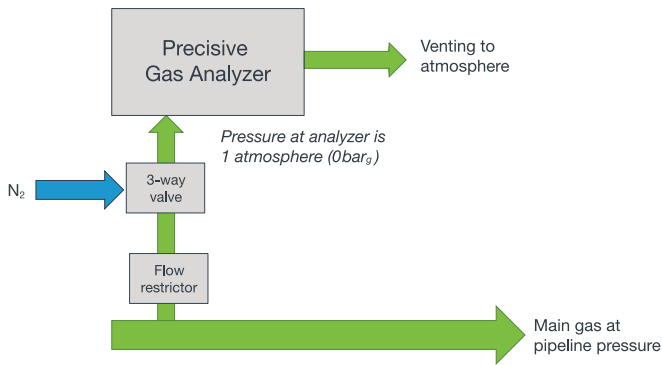 Precisive
Gas Analyzer
Venting to
atmosphere
Pressure at analyzer is
1 atmosphere (0barg)
N2
3-way
valve
Flow
restrictor
Main gas at
pipeline pressure